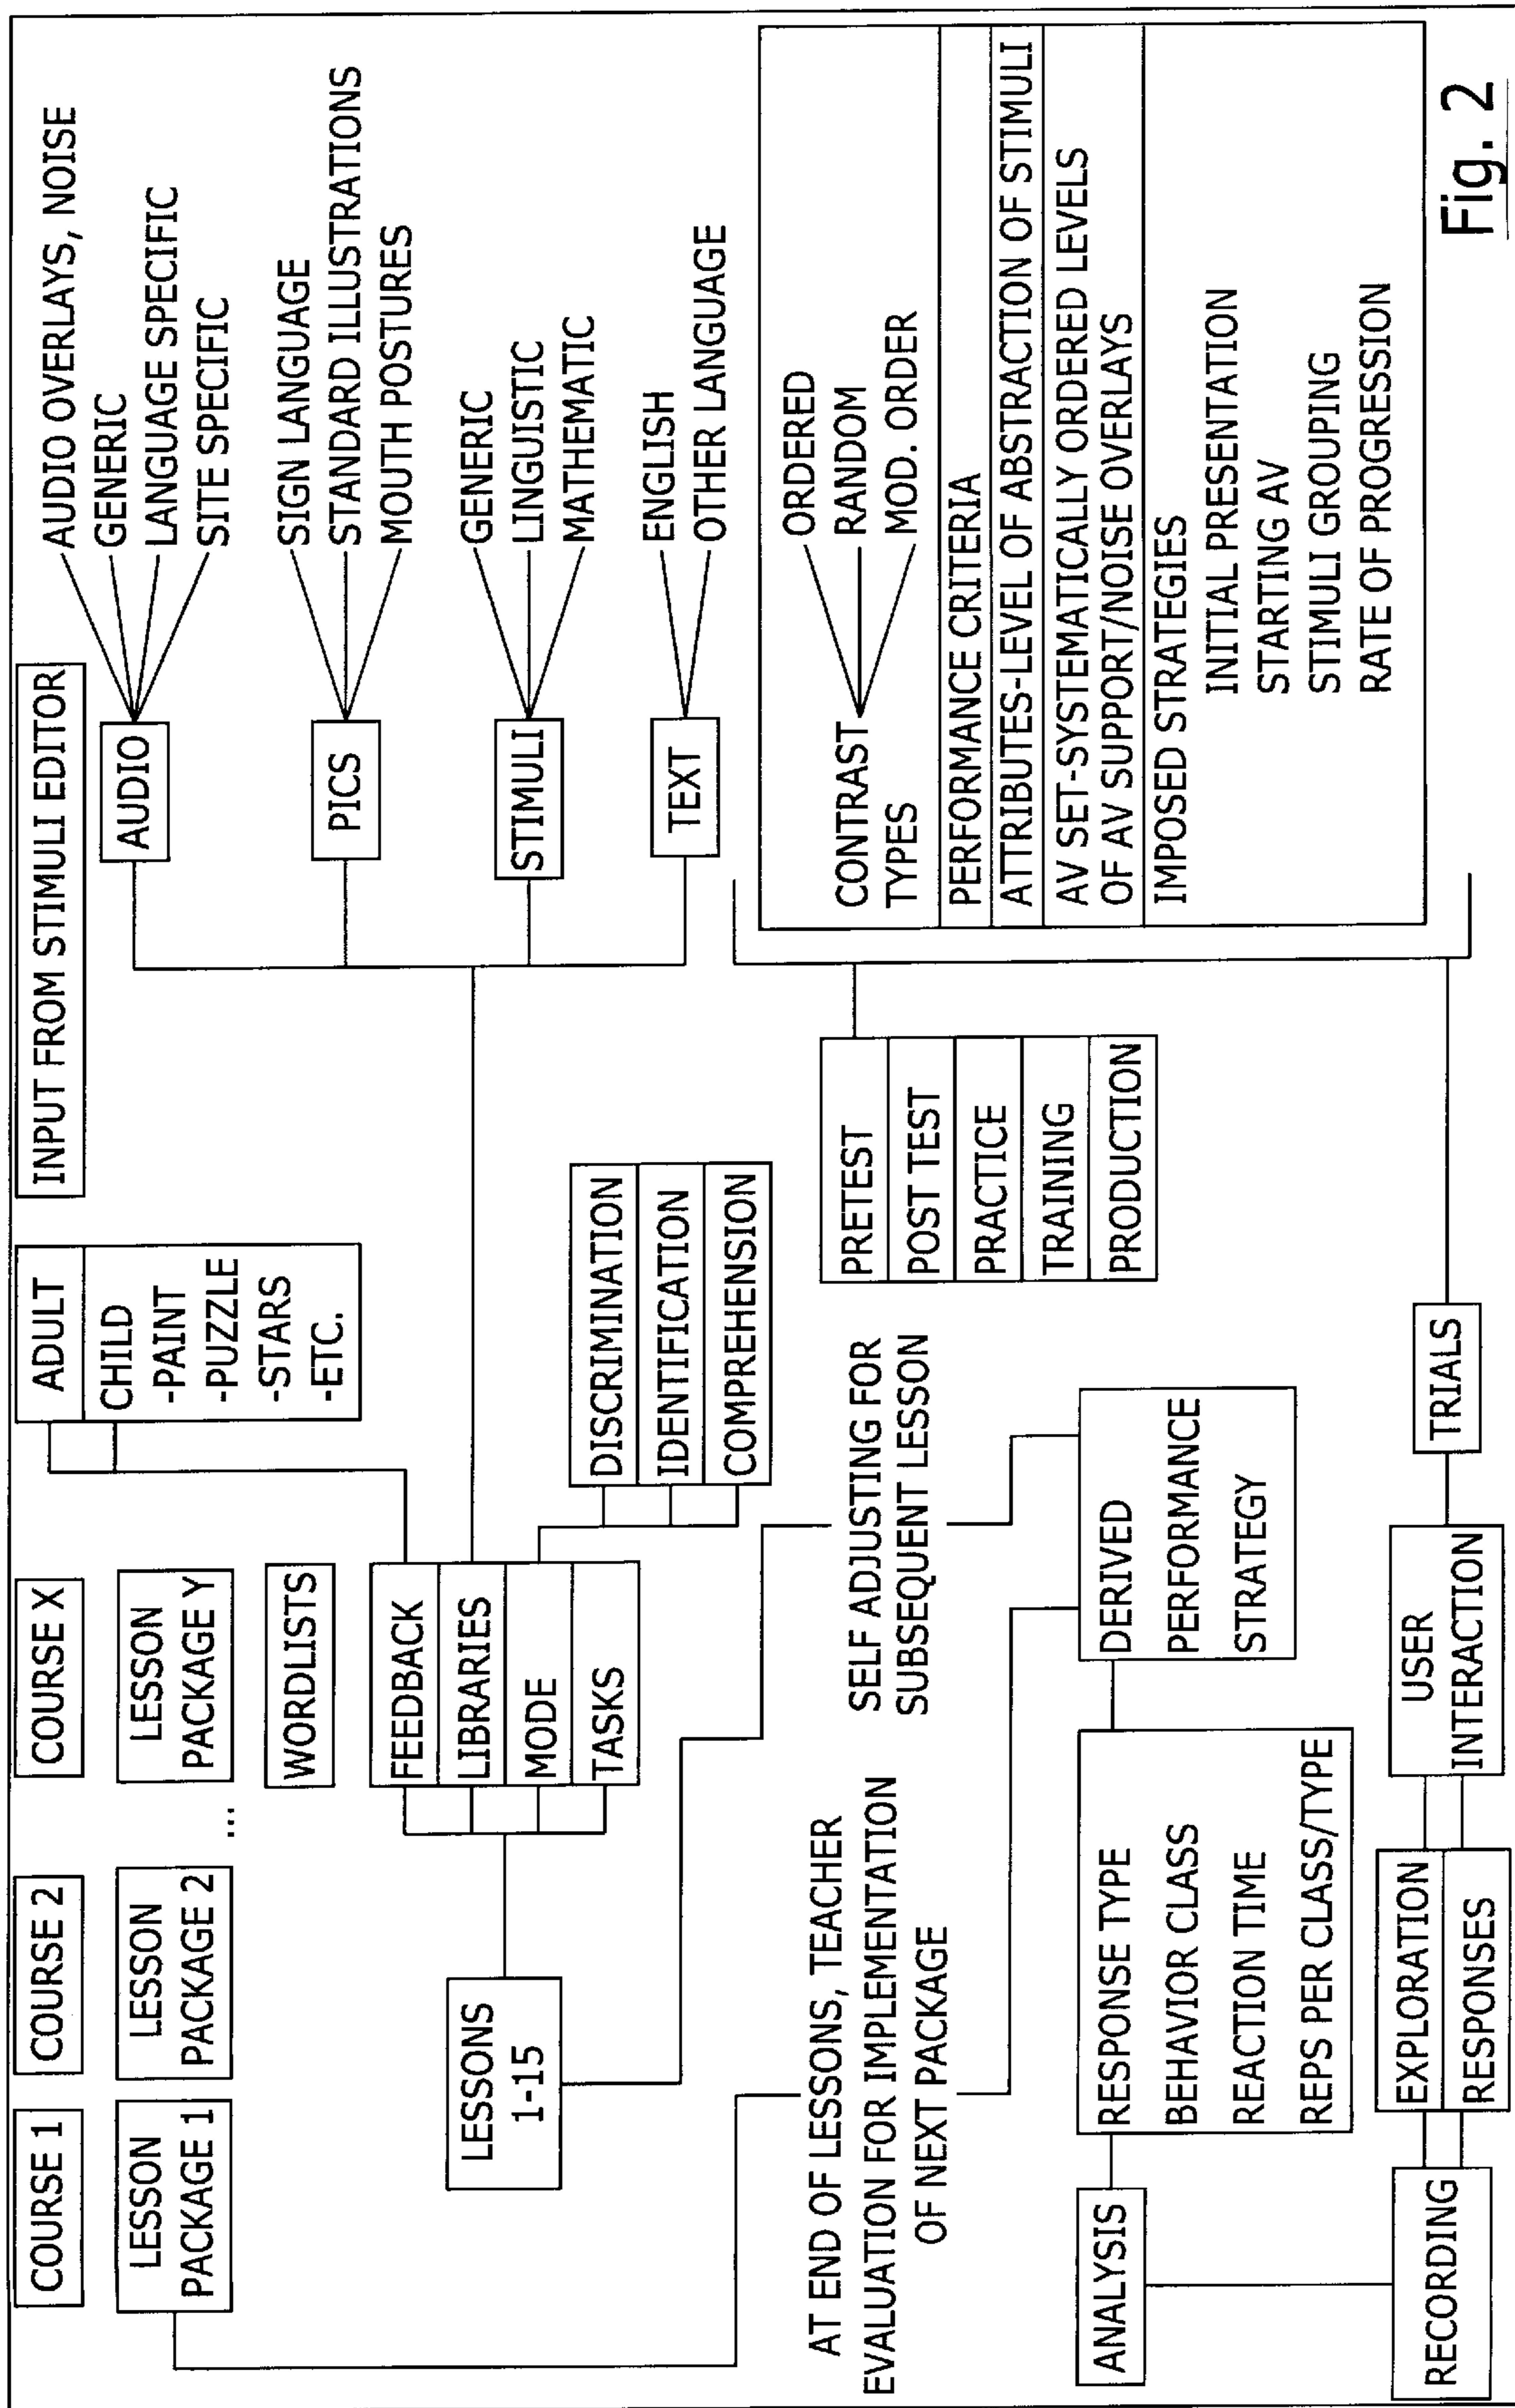 COURSE 1
COURSE 2
COURSE X
LESSON
PACKAGE 1
LESSON
PACKAGE 2
...
LESSON
PACKAGE Y
WORDLISTS
ADULT
CHILD
-PAINT
-PUZZLE
-STARS
-ETC.
INPUT FROM STIMULI EDITOR
AUDIO
AUDIO OVERLAYS, NOISE
GENERIC
LANGUAGE SPECIFIC
SITE SPECIFIC
PICS
SIGN LANGUAGE
STANDARD ILLUSTRATIONS
MOUTH POSTURES
STIMULI
GENERIC
LINGUISTIC
MATHEMATIC
TEXT
ENGLISH
OTHER LANGUAGE
LESSONS
1-15
FEEDBACK
LIBRARIES
MODE
TASKS
DISCRIMINATION
IDENTIFICATION
COMPREHENSION
AT END OF LESSONS, TEACHER
EVALUATION FOR IMPLEMENTATION
OF NEXT PACKAGE
SELF ADJUSTING FOR
SUBSEQUENT LESSON
PRETEST
POST TEST
PRACTICE
TRAINING
PRODUCTION
CONTRAST
TYPES
ORDERED
RANDOM
MOD. ORDER
PERFORMANCE CRITERIA
ATTRIBUTES-LEVEL OF ABSTRACTION OF STIMULI
AV SET-SYSTEMATICALLY ORDERED LEVELS
OF AV SUPPORT/NOISE OVERLAYS
IMPOSED STRATEGIES
INITIAL PRESENTATION
STARTING AV
STIMULI GROUPING
RATE OF PROGRESSION
ANALYSIS
RESPONSE TYPE
BEHAVIOR CLASS
REACTION TIME
REPS PER CLASS/TYPE
DERIVED
PERFORMANCE
STRATEGY
RECORDING
EXPLORATION
RESPONSES
USER
INTERACTION
TRIALS
Fig. 2